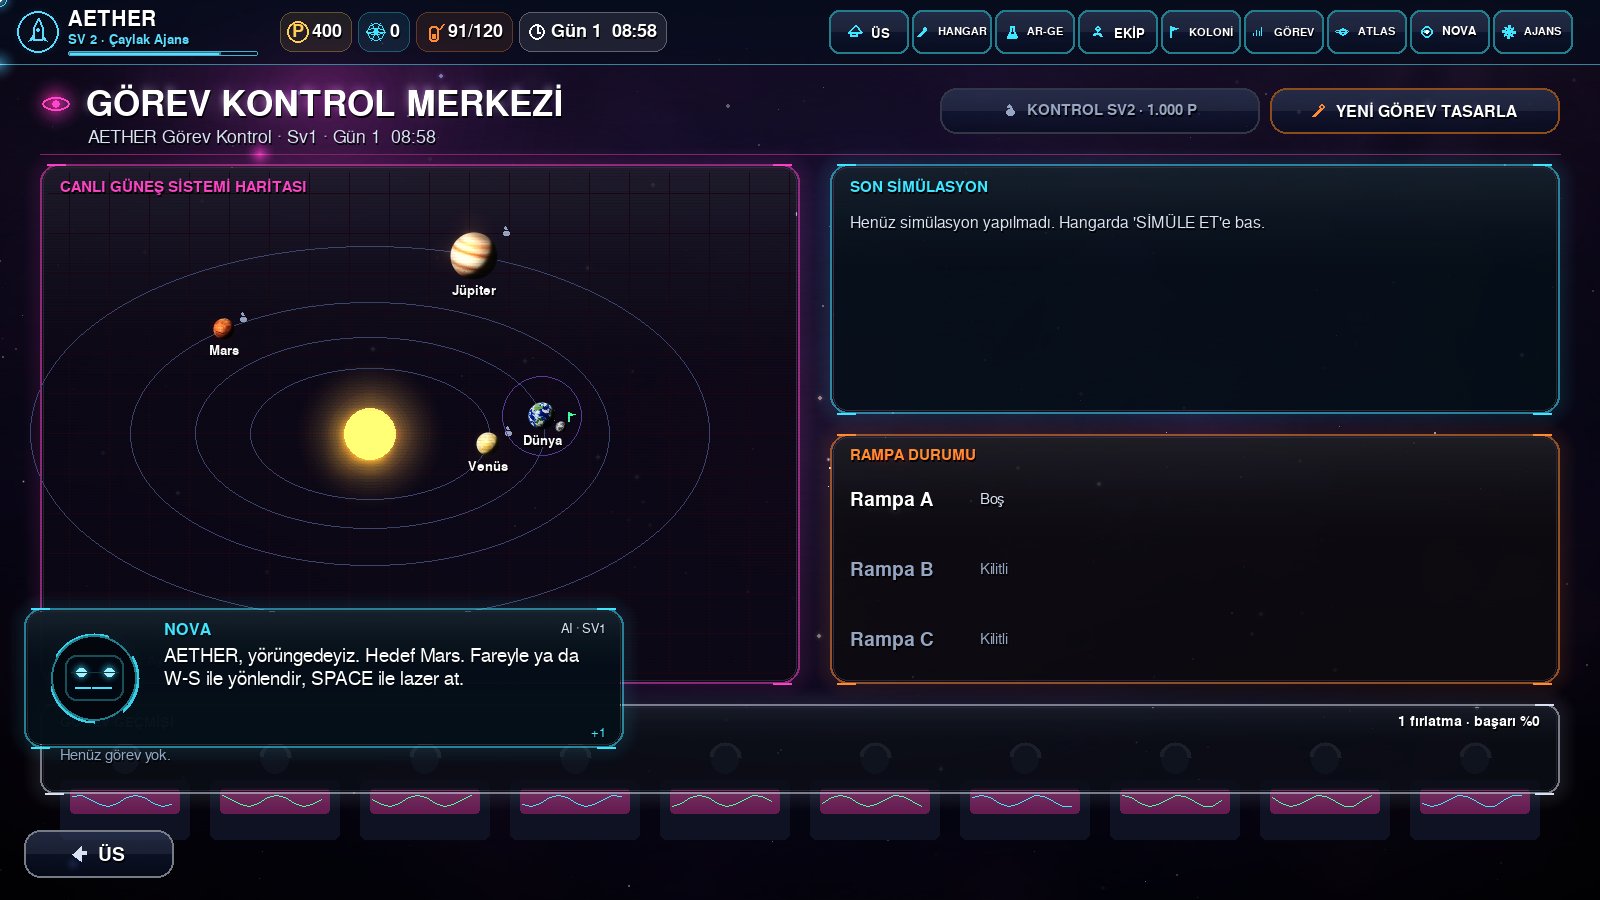 AETHER
SV 2 · Çaylak Ajans
400
0
91/120
Gün 1 08:58
ÜS
HANGAR
AR-GE
EKİP
KOLONİ
GÖREV
ATLAS
NOVA
AJANS
GÖREV KONTROL MERKEZİ
AETHER Görev Kontrol · Sv1 · Gün 1 08:58
KONTROL SV2 · 1.000 P
YENİ GÖREV TASARLA
CANLI GÜNEŞ SİSTEMİ HARİTASI
Jüpiter
Mars
Dünya
Venüs
SON SİMÜLASYON
Henüz simülasyon yapılmadı. Hangarda 'SİMÜLE ET'e bas.
RAMPA DURUMU
Rampa A Boş
Rampa B Kilitli
Rampa C Kilitli
NOVA
AI · SV1
AETHER, yörüngedeyiz. Hedef Mars. Fareyle ya da
W-S ile yönlendir, SPACE ile lazer at.
+1
1 fırlatma · başarı %0
Henüz görev yok.
ÜS